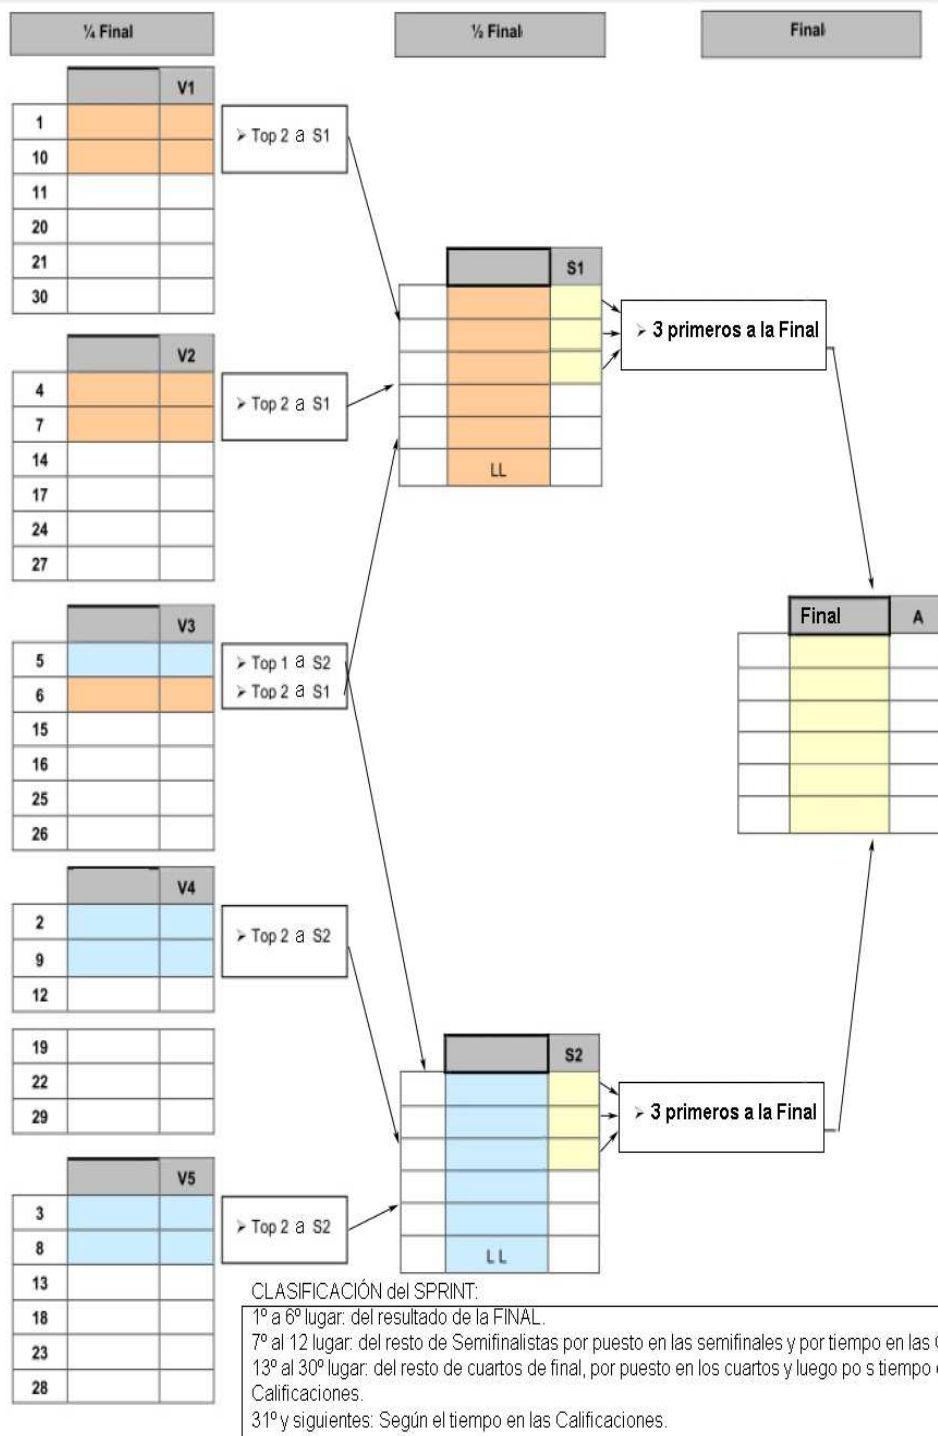 ¼ Final
½ Final
Final
V1
1
10
11
20
21
30
➢ Top 2 a S1
V2
4
7
14
17
24
27
➢ Top 2 a S1
V3
5
6
15
16
25
26
➢ Top 1 a S2
➢ Top 2 a S1
V4
2
9
12
19
22
29
➢ Top 2 a S2
V5
3
8
13
18
23
28
➢ Top 2 a S2
S1
LL
➢ 3 primeros a la Final
S2
L L
➢ 3 primeros a la Final
Final A
CLASIFICACIÓN del SPRINT:
1º a 6º lugar: del resultado de la FINAL.
7º al 12 lugar: del resto de Semifinalistas por puesto en las semifinales y por tiempo en las
13º al 30º lugar: del resto de cuartos de final, por puesto en los cuartos y luego po s tiempo
Calificaciones.
31º y siguientes: Según el tiempo en las Calificaciones.